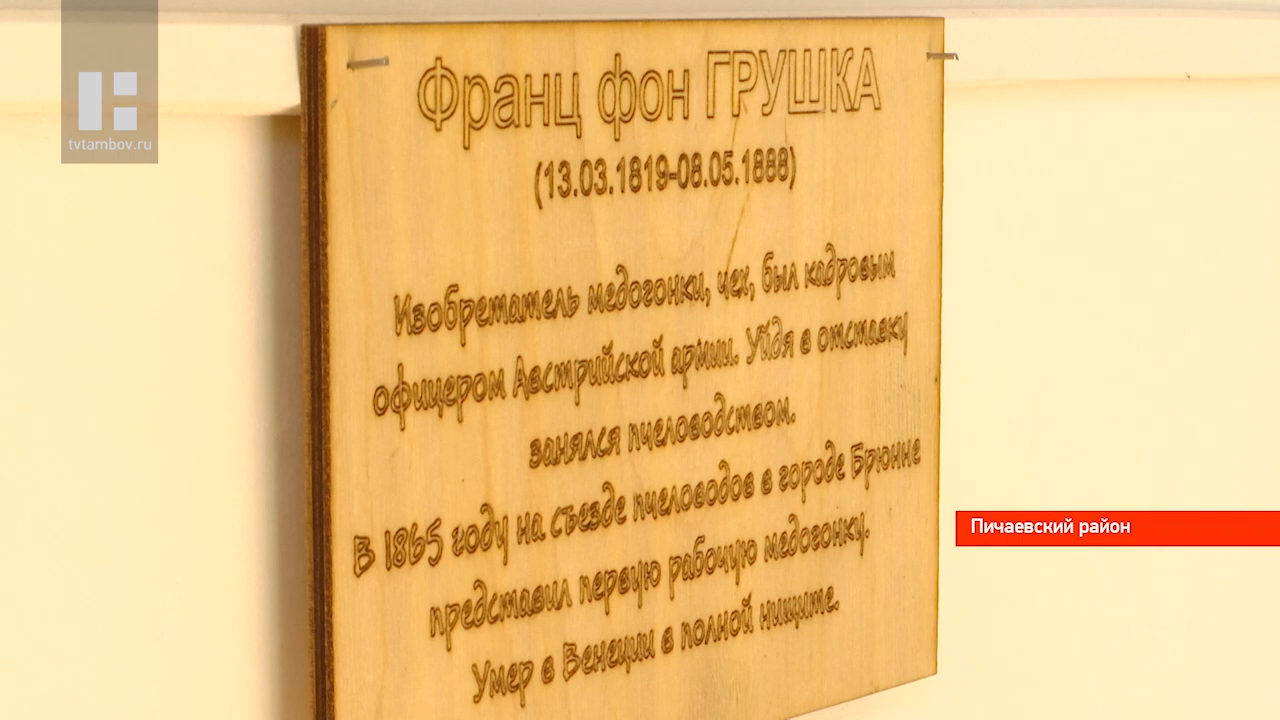 tvtambov.ru
Франц фон ГРУШКА
(13.03.1819-08.05.1888)
Изобретатель медогонки, чех, был кадровым
офицером Австрийской армии. Уйдя в отставку
занялся пчеловодством.
В 1865 году на съезде пчеловодов в городе Брюнне
представил первую рабочую медогонку.
Умер в Венеции в полной нищите.
Пичаевский район